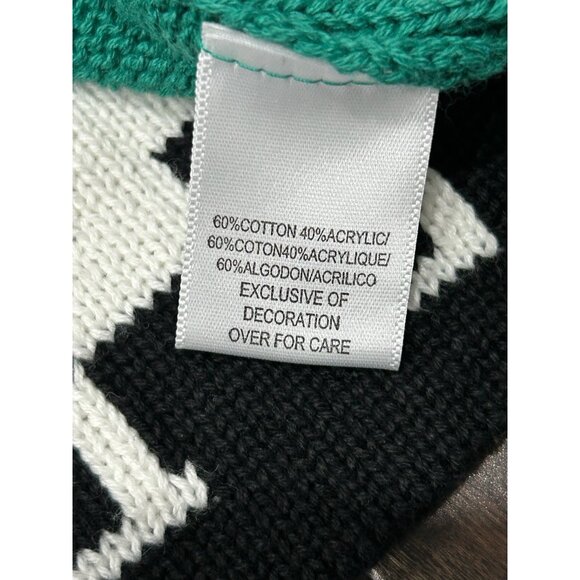 60%COTTON 40%ACRYLIC/
60%COTON40%ACRYLIQUE/
60%ALGODON/ACRILICO
EXCLUSIVE OF
DECORATION
OVER FOR CARE